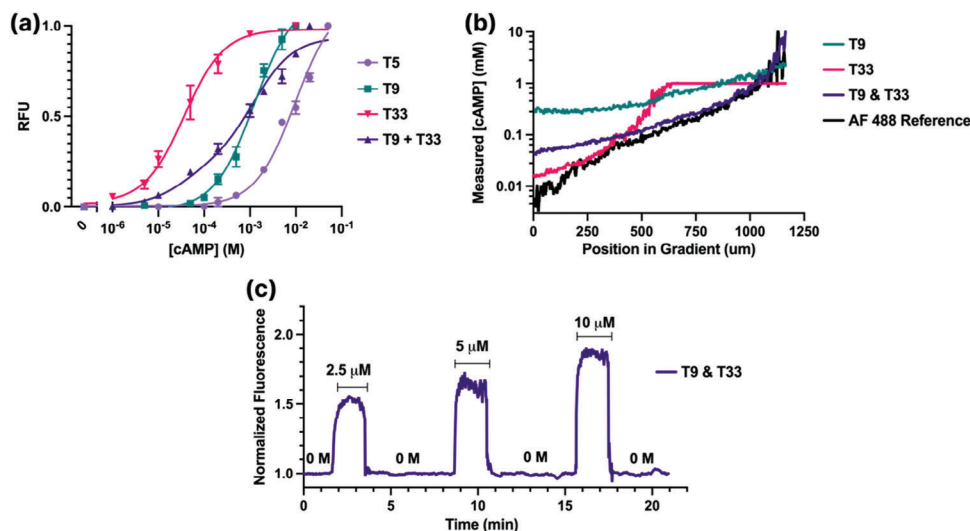 (a)
RFU
1.0
0.5
0.0
0 10⁻⁶ 10⁻⁵ 10⁻⁴ 10⁻³ 10⁻² 10⁻¹
[cAMP] (M)
T5
T9
T33
T9 + T33
(b)
Measured [cAMP] (mM)
10
1
0.1
0.01
0 250 500 750 1000 1250
Position in Gradient (um)
T9
T33
T9 & T33
AF 488 Reference
(c)
Normalized Fluorescence
2.0
1.5
1.0
2.5 μM
5 μM
10 μM
0 M
0 M
0 M
0 M
0 5 10 15 20
Time (min)
T9 & T33